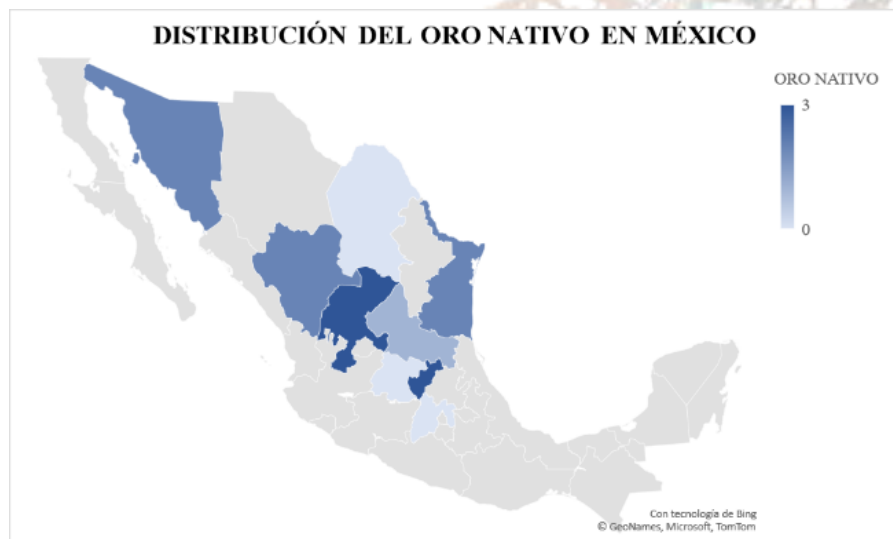 DISTRIBUCIÓN DEL ORO NATIVO EN MÉXICO
ORO NATIVO
3
0
Con tecnología de Bing
© GeoNames, Microsoft, TomTom